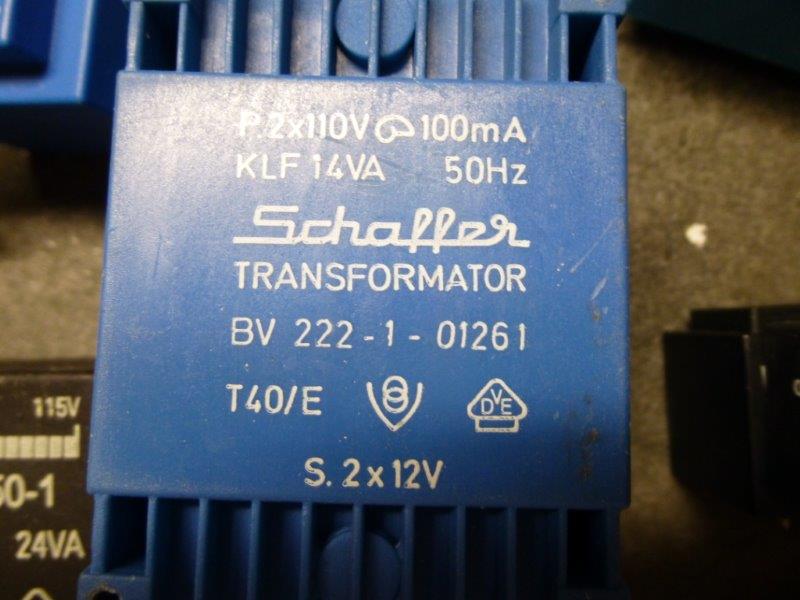 P. 2x110V 100mA
KLF 14VA 50Hz
Schaffer
TRANSFORMATOR
BV 222-1-01261
T40/E
DVE
S. 2x12V
115V
50-1
24VA